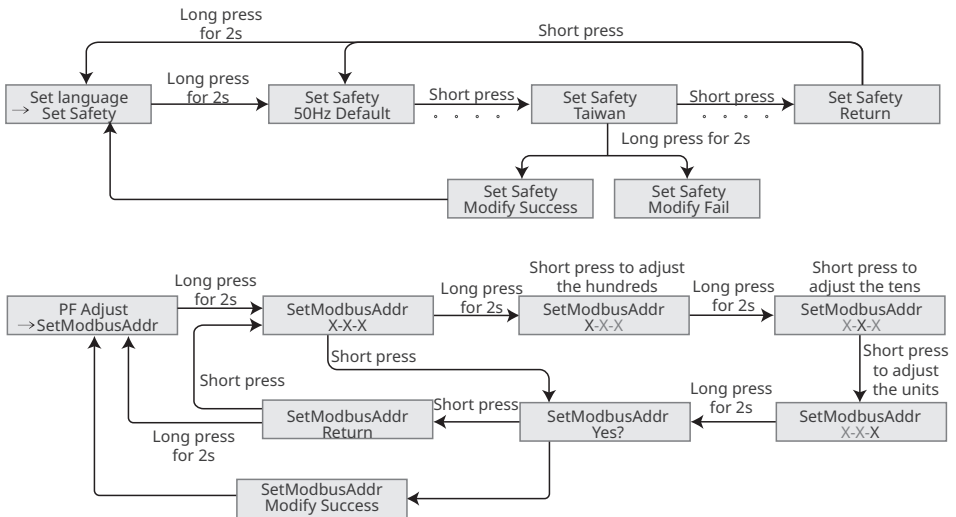 Long press
for 2s
Short press
Set language
→ Set Safety
Long press
for 2s
Set Safety
50Hz Default
Short press
Set Safety
Taiwan
Short press
Set Safety
Return
Long press for 2s
Set Safety
Modify Success
Set Safety
Modify Fail
PF Adjust
→SetModbusAddr
Long press
for 2s
SetModbusAddr
X-X-X
Long press
for 2s
Short press to adjust
the hundreds
SetModbusAddr
X-X-X
Long press
for 2s
Short press to
adjust the tens
SetModbusAddr
X-X-X
Short press
Short press
to adjust
the units
Short press
SetModbusAddr
Return
Short press
SetModbusAddr
Yes?
Long press
for 2s
SetModbusAddr
X-X-X
Long press
for 2s
SetModbusAddr
Modify Success